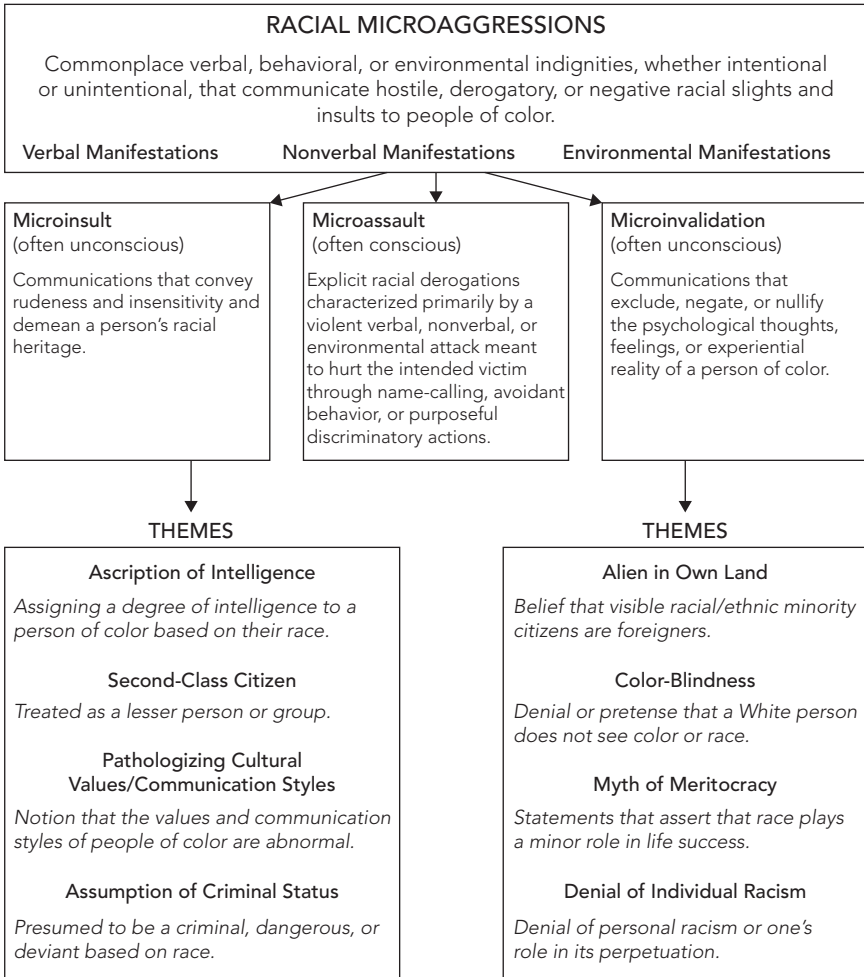 RACIAL MICROAGGRESSIONS
Commonplace verbal, behavioral, or environmental indignities, whether intentional
or unintentional, that communicate hostile, derogatory, or negative racial slights and
insults to people of color.
Verbal Manifestations Nonverbal Manifestations Environmental Manifestations
Microinsult
(often unconscious)
Communications that convey
rudeness and insensitivity and
demean a person's racial
heritage.
Microassault
(often conscious)
Explicit racial derogations
characterized primarily by a
violent verbal, nonverbal, or
environmental attack meant
to hurt the intended victim
through name-calling, avoidant
behavior, or purposeful
discriminatory actions.
Microinvalidation
(often unconscious)
Communications that
exclude, negate, or nullify
the psychological thoughts,
feelings, or experiential
reality of a person of color.
THEMES
Ascription of Intelligence
Assigning a degree of intelligence to a
person of color based on their race.
Second-Class Citizen
Treated as a lesser person or group.
Pathologizing Cultural
Values/Communication Styles
Notion that the values and communication
styles of people of color are abnormal.
Assumption of Criminal Status
Presumed to be a criminal, dangerous, or
deviant based on race.
THEMES
Alien in Own Land
Belief that visible racial/ethnic minority
citizens are foreigners.
Color-Blindness
Denial or pretense that a White person
does not see color or race.
Myth of Meritocracy
Statements that assert that race plays
a minor role in life success.
Denial of Individual Racism
Denial of personal racism or one's
role in its perpetuation.